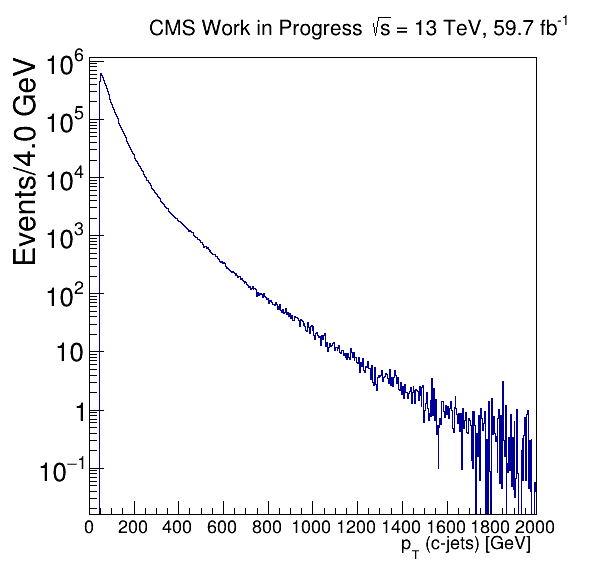 CMS Work in Progress √s = 13 TeV, 59.7 fb⁻¹
Events/4.0 GeV
10⁶
10⁵
10⁴
10³
10²
10
1
10⁻¹
0 200 400 600 800 1000 1200 1400 1600 1800 2000
p_T (c-jets) [GeV]